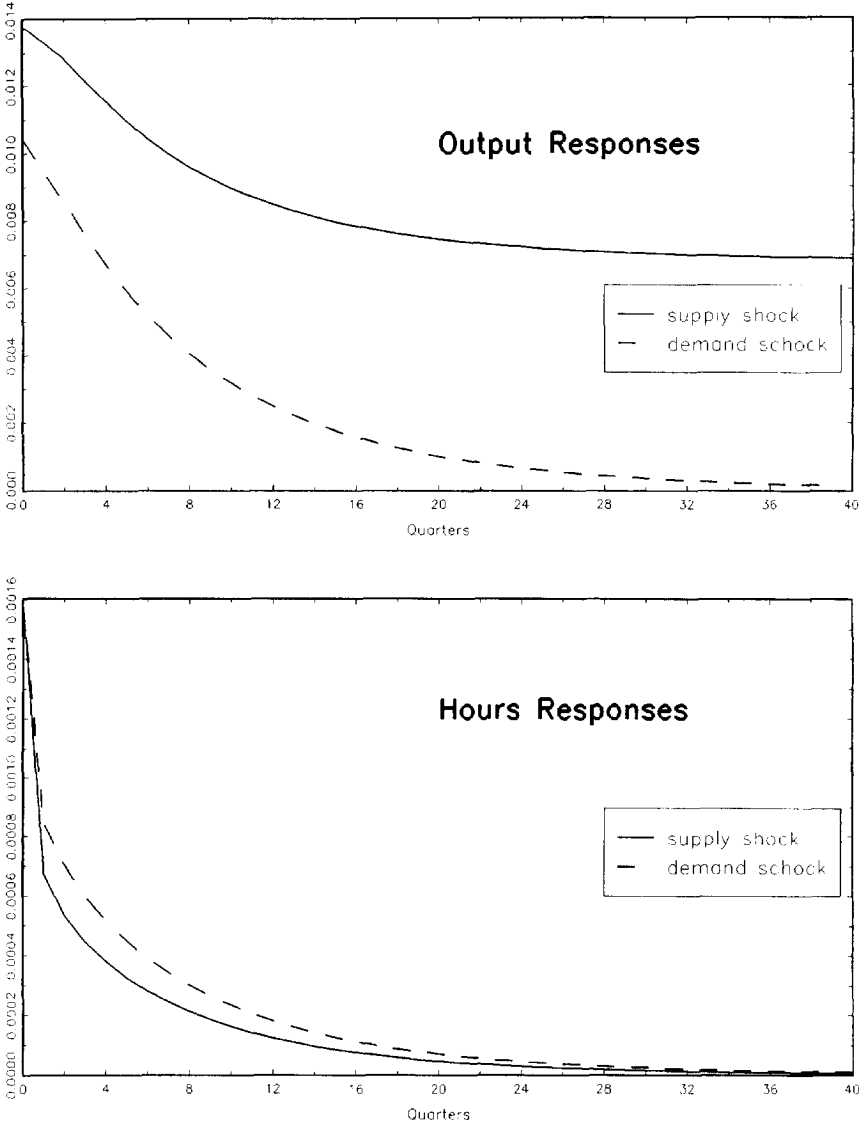 0.014
0.012
0.010
0.008
0.006
0.004
0.002
0.000
Output Responses
supply shock
demand schock
0 4 8 12 16 20 24 28 32 36 40
Quarters
0.0016
0.0014
0.0012
0.0010
0.0008
0.0006
0.0004
0.0002
0.0000
Hours Responses
supply shock
demand schock
0 4 8 12 16 20 24 28 32 36 40
Quarters